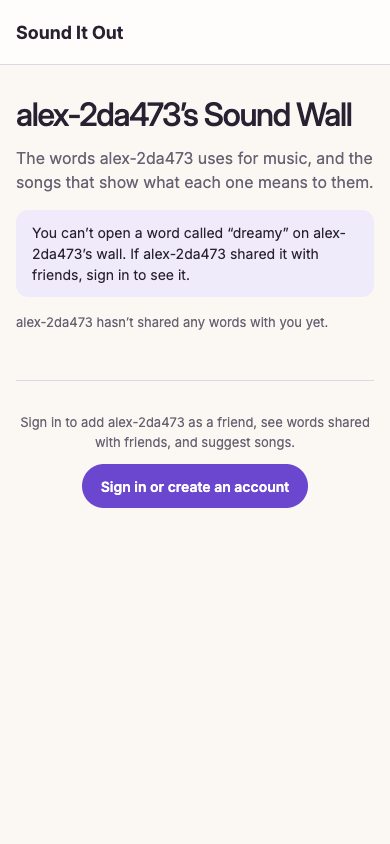 Sound It Out
alex-2da473’s Sound Wall
The words alex-2da473 uses for music, and the
songs that show what each one means to them.
You can’t open a word called “dreamy” on alex-
2da473’s wall. If alex-2da473 shared it with
friends, sign in to see it.
alex-2da473 hasn’t shared any words with you yet.
Sign in to add alex-2da473 as a friend, see words shared
with friends, and suggest songs.
Sign in or create an account